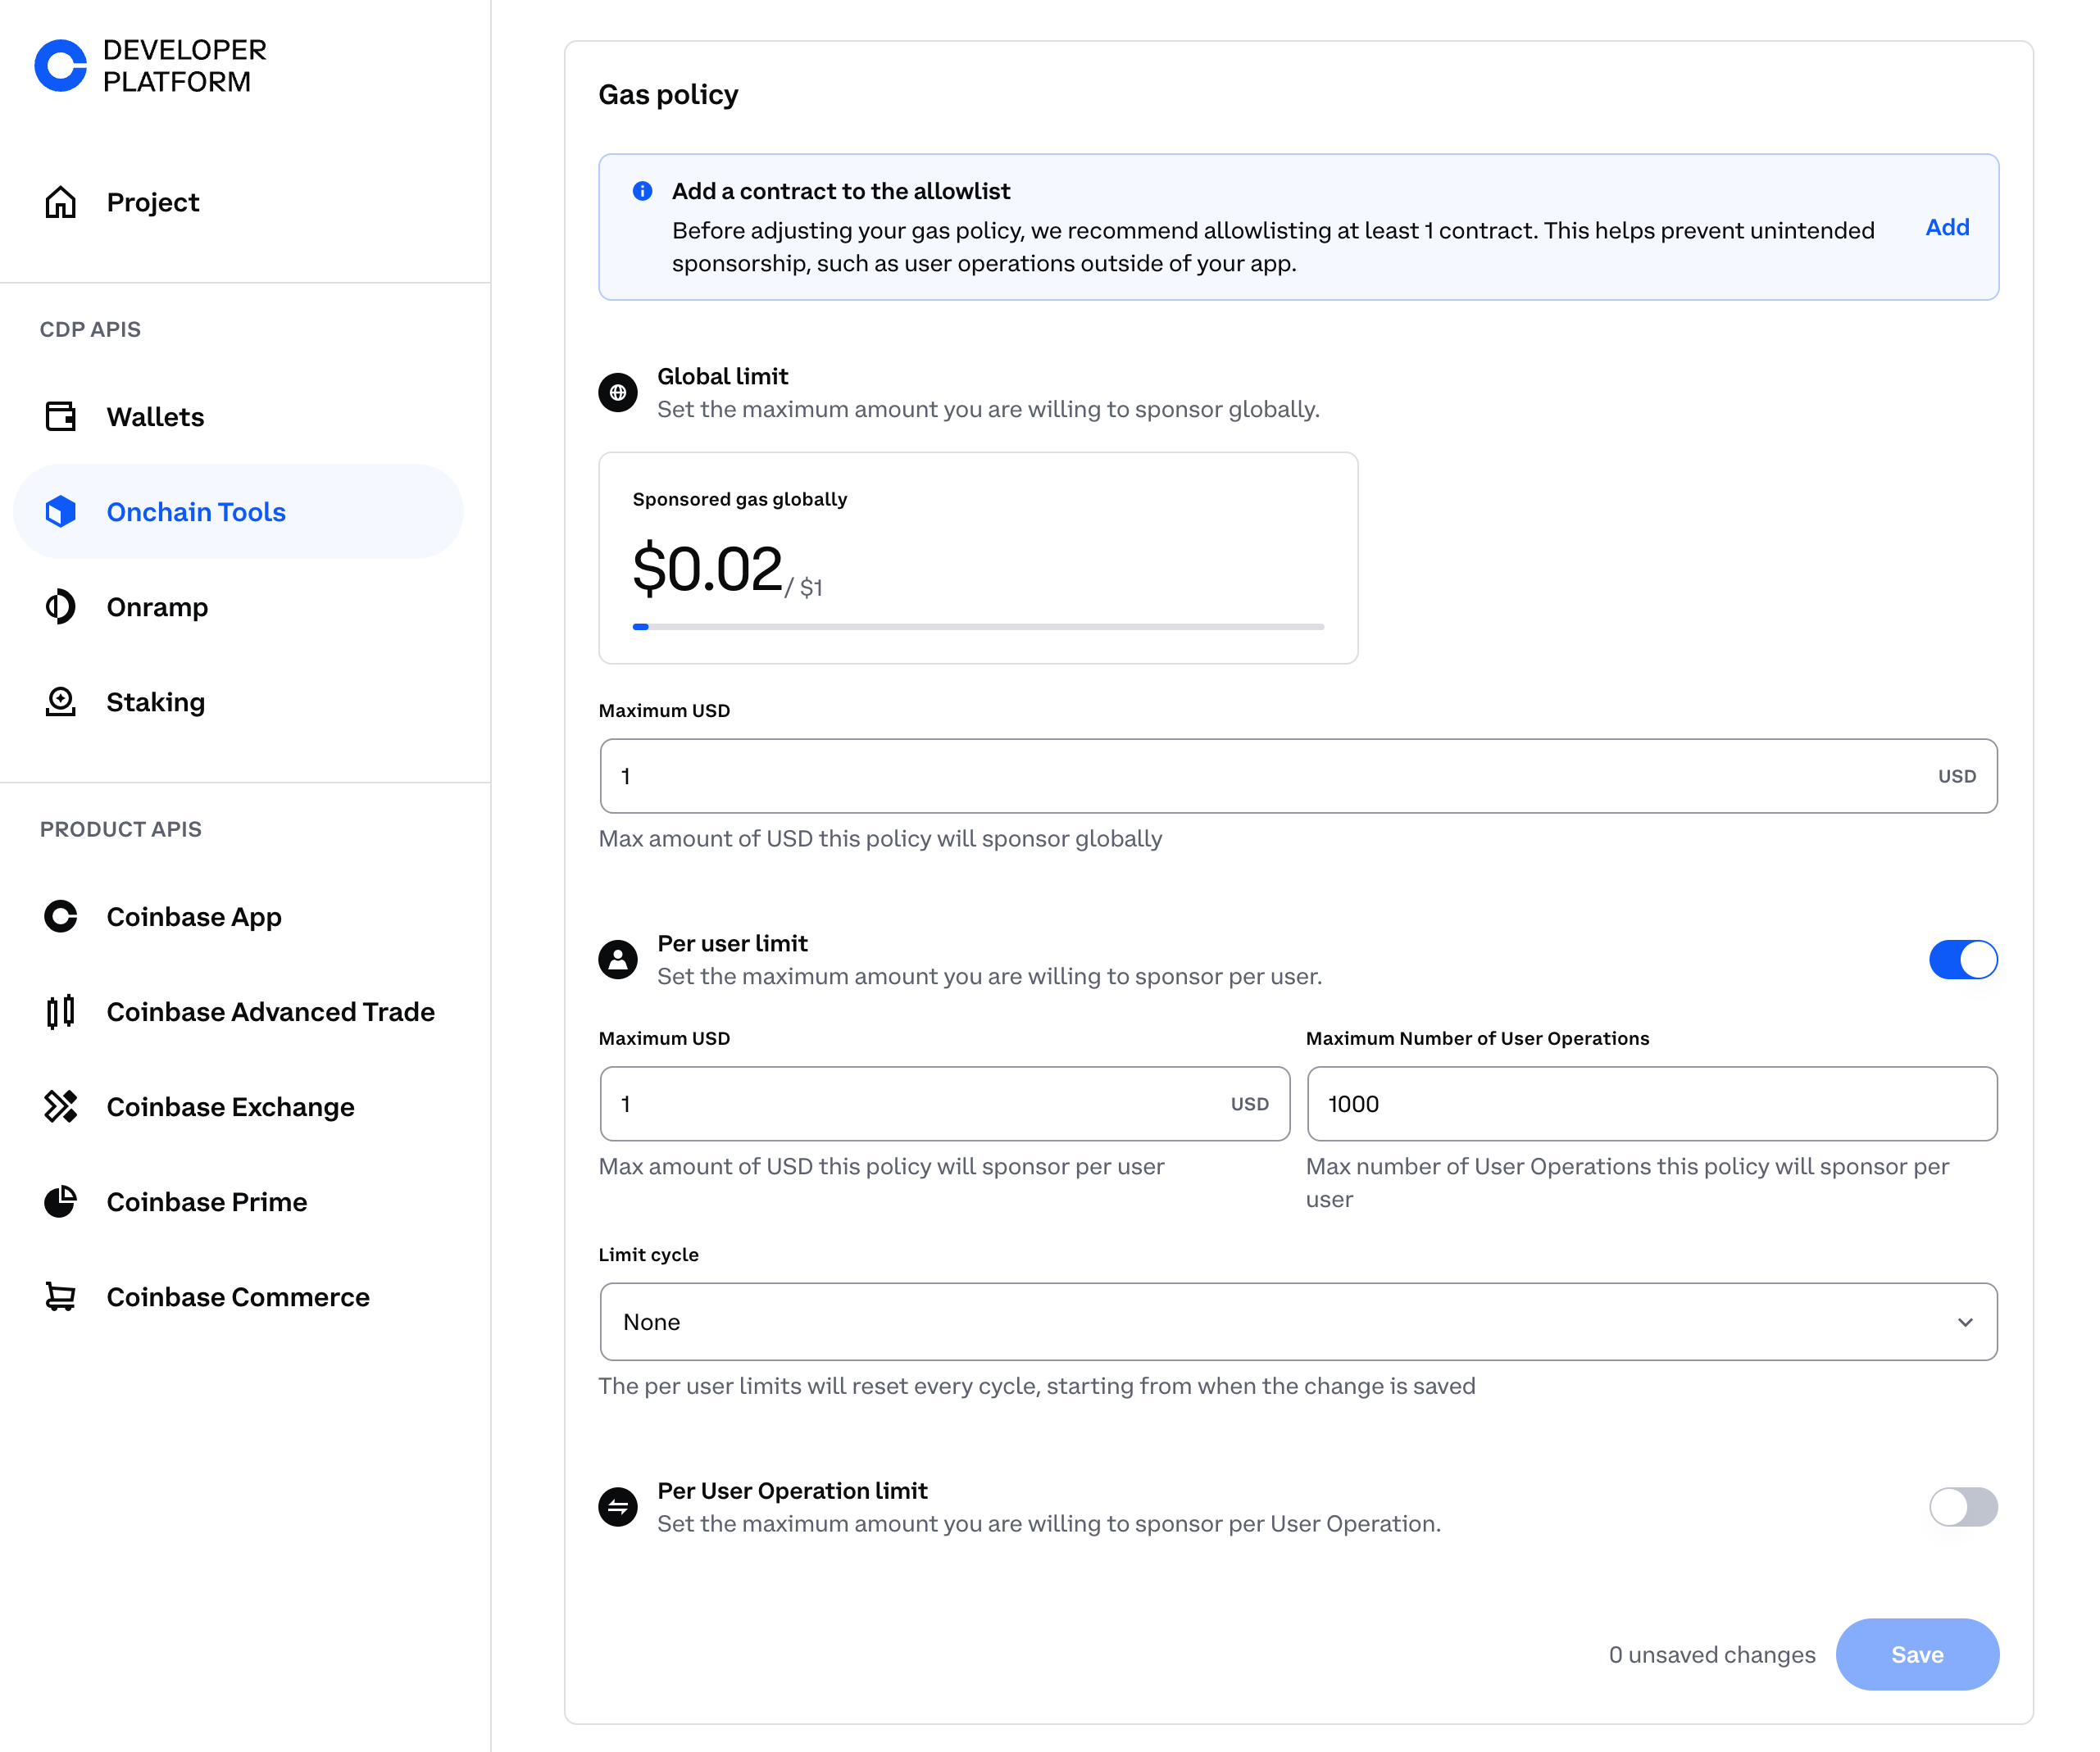 DEVELOPER
PLATFORM
Project
CDP APIS
Wallets
Onchain Tools
Onramp
Staking
PRODUCT APIS
Coinbase App
Coinbase Advanced Trade
Coinbase Exchange
Coinbase Prime
Coinbase Commerce
Gas policy
Add a contract to the allowlist
Before adjusting your gas policy, we recommend allowlisting at least 1 contract. This helps prevent unintended
sponsorship, such as user operations outside of your app.
Add
Global limit
Set the maximum amount you are willing to sponsor globally.
Sponsored gas globally
$0.02/ $1
Maximum USD
1 USD
Max amount of USD this policy will sponsor globally
Per user limit
Set the maximum amount you are willing to sponsor per user.
Maximum USD
1 USD
Max amount of USD this policy will sponsor per user
Maximum Number of User Operations
1000
Max number of User Operations this policy will sponsor per
user
Limit cycle
None
The per user limits will reset every cycle, starting from when the change is saved
Per User Operation limit
Set the maximum amount you are willing to sponsor per User Operation.
0 unsaved changes
Save